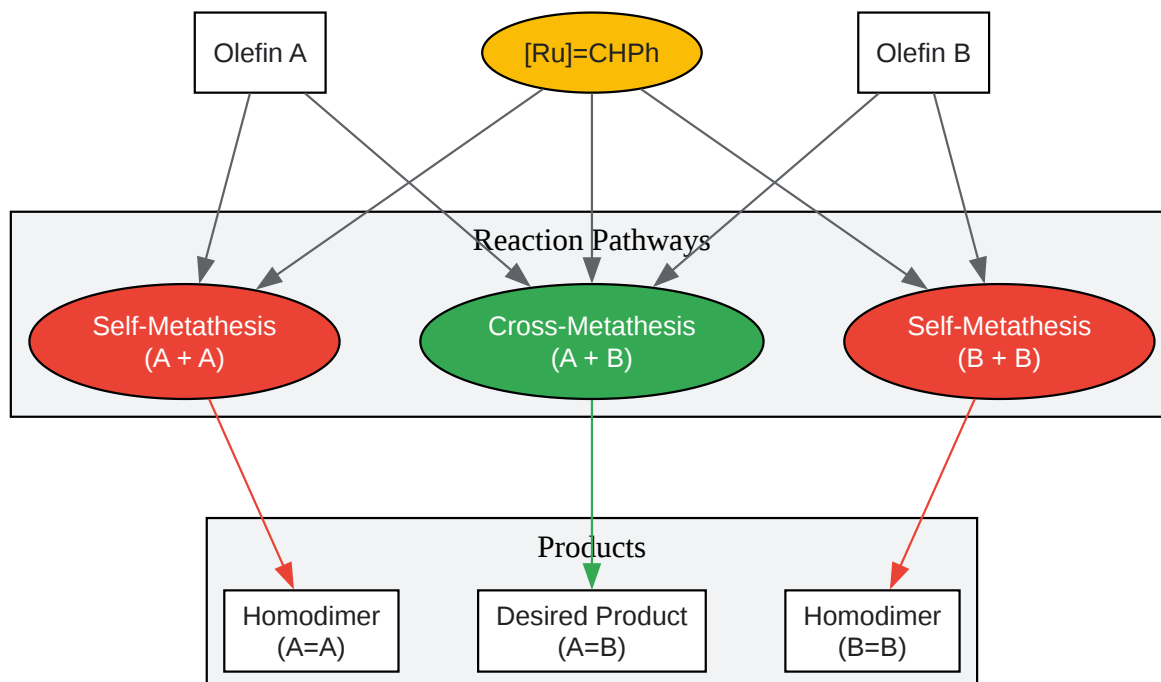 Olefin A
[Ru]=CHPh
Olefin B
Reaction Pathways
Self-Metathesis
(A + A)
Cross-Metathesis
(A + B)
Self-Metathesis
(B + B)
Products
Homodimer
(A=A)
Desired Product
(A=B)
Homodimer
(B=B)